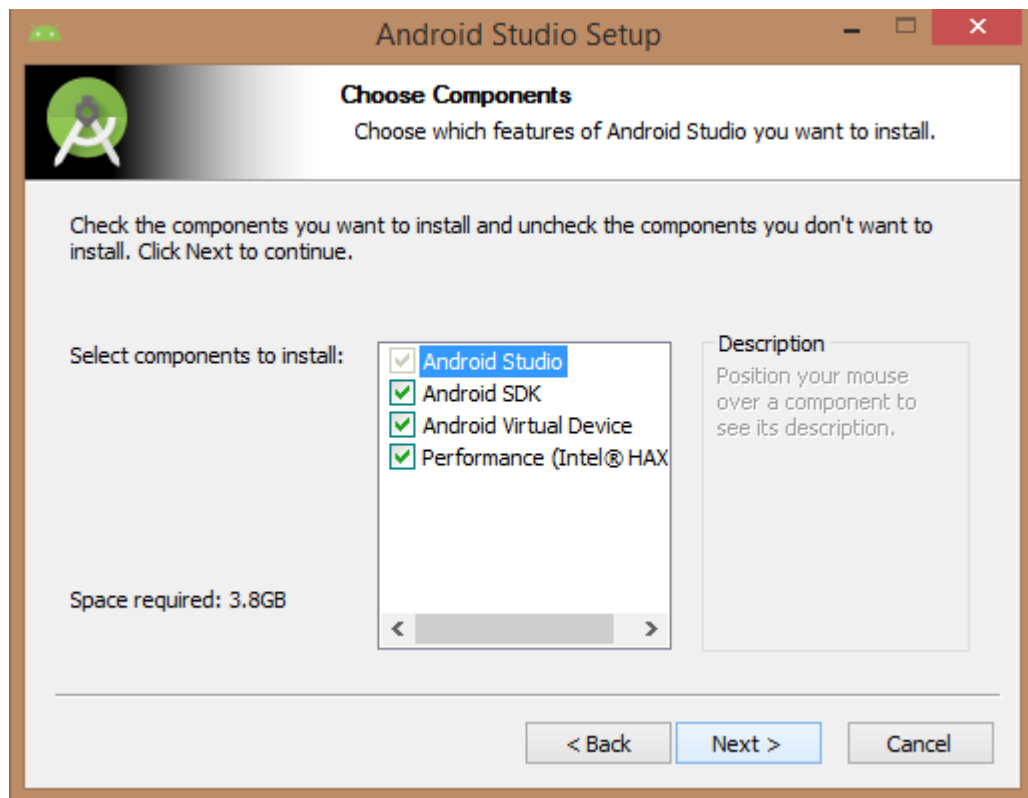 Android Studio Setup
Choose Components
Choose which features of Android Studio you want to install.
Check the components you want to install and uncheck the components you don't want to
install. Click Next to continue.
Select components to install:
Android Studio
Android SDK
Android Virtual Device
Performance (Intel® HAX
Description
Position your mouse
over a component to
see its description.
Space required: 3.8GB
< Back
Next >
Cancel